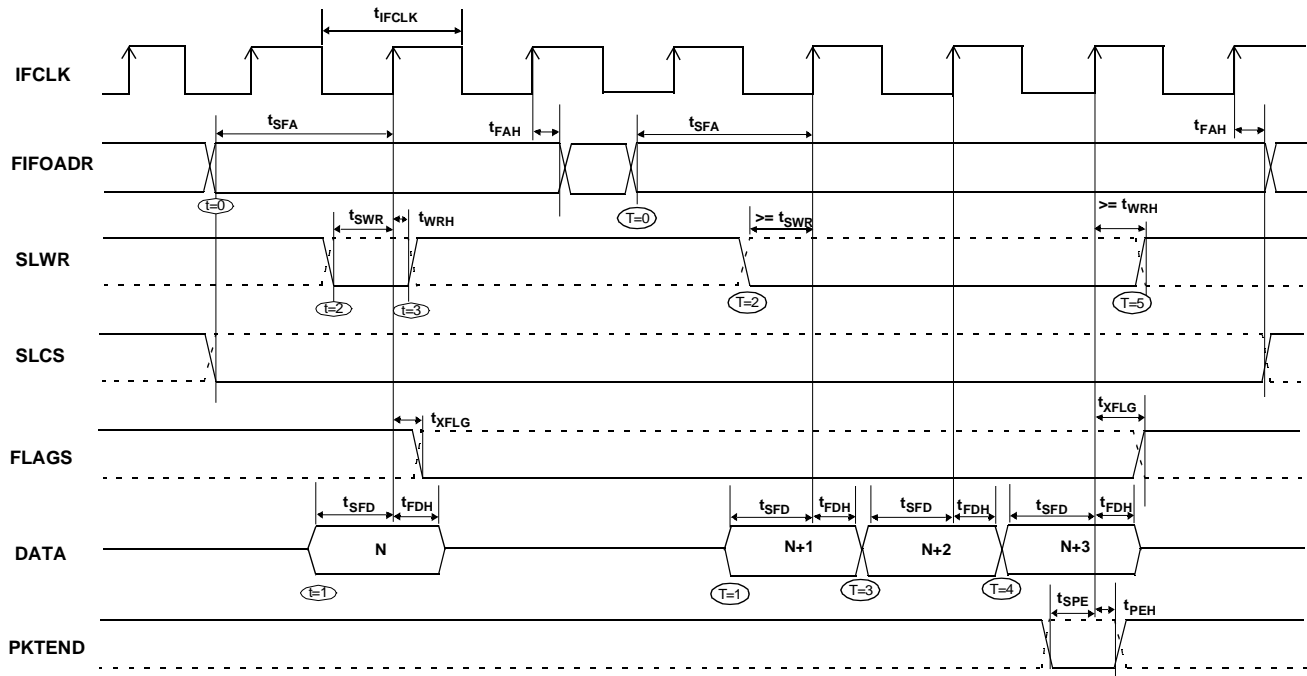 tIFCLK
IFCLK
tSFA tFAH tSFA tFAH
FIFOADR
t=0 tSWR tWRH T=0 >= tSWR >= tWRH
SLWR
t=2 t=3 T=2 T=5
SLCS
tXFLG tXFLG
FLAGS
tSFD tFDH tSFD tFDH tSFD tFDH tSFD tFDH
DATA N N+1 N+2 N+3
t=1 T=1 T=3 T=4
tSPE tPEH
PKTEND